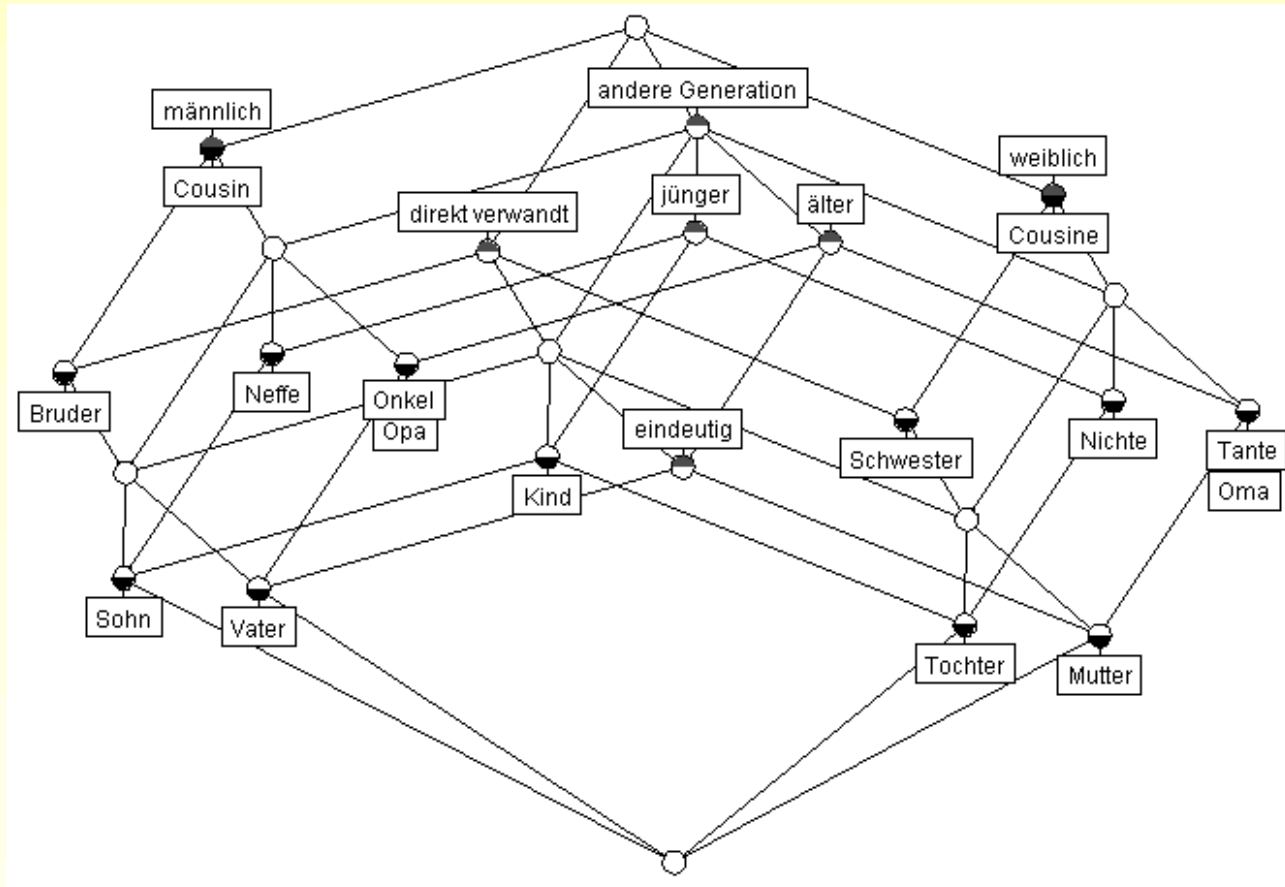 andere Generation
männlich
weiblich
Cousin
jünger
direkt verwandt
älter
Cousine
Neffe
Bruder
Onkel
Opa
eindeutig
Schwester
Nichte
Tante
Oma
Kind
Sohn
Vater
Tochter
Mutter